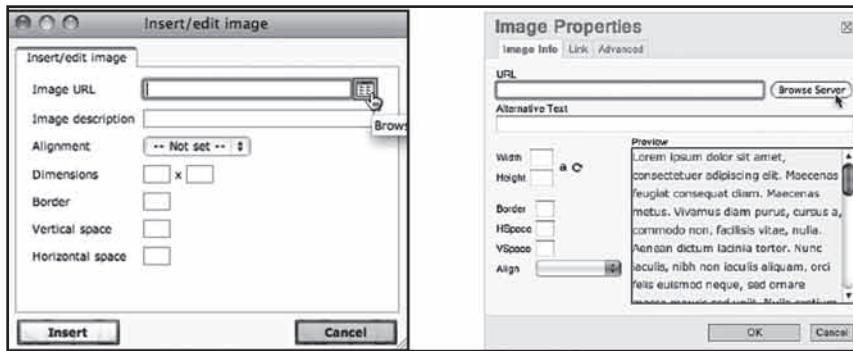 Insert/edit image
Insert/edit image
Image URL
Image description
Brows
Alignment
-- Not set --
Dimensions
x
Border
Vertical space
Horizontal space
Insert
Cancel
Image Properties
Image Info Link Advanced
URL
Browse Server
Alternative Text
Width
Height
Border
HSpace
VSpace
Align
Preview
Lorem ipsum dolor sit amet,
consectetuer adipiscing elit. Maecenas
feugiat consequat diam. Maecenas
metus. Vivamus diam purus, cursus a,
commodo non, facilisis vitae, nulla.
Aenean dictum lacinia tortor. Nunc
iaculis, nibh non iaculis aliquam, orci
felis euismod neque, sed ornare
OK
Cancel